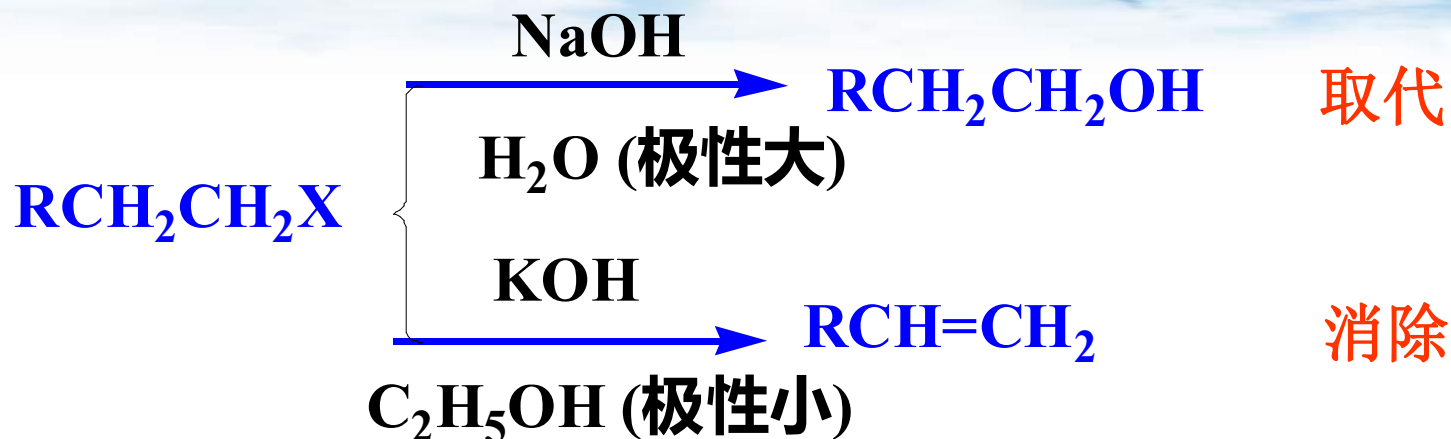 NaOH
RCH₂CH₂OH 取代
H₂O (极性大)
RCH₂CH₂X
KOH
RCH=CH₂ 消除
C₂H₅OH (极性小)